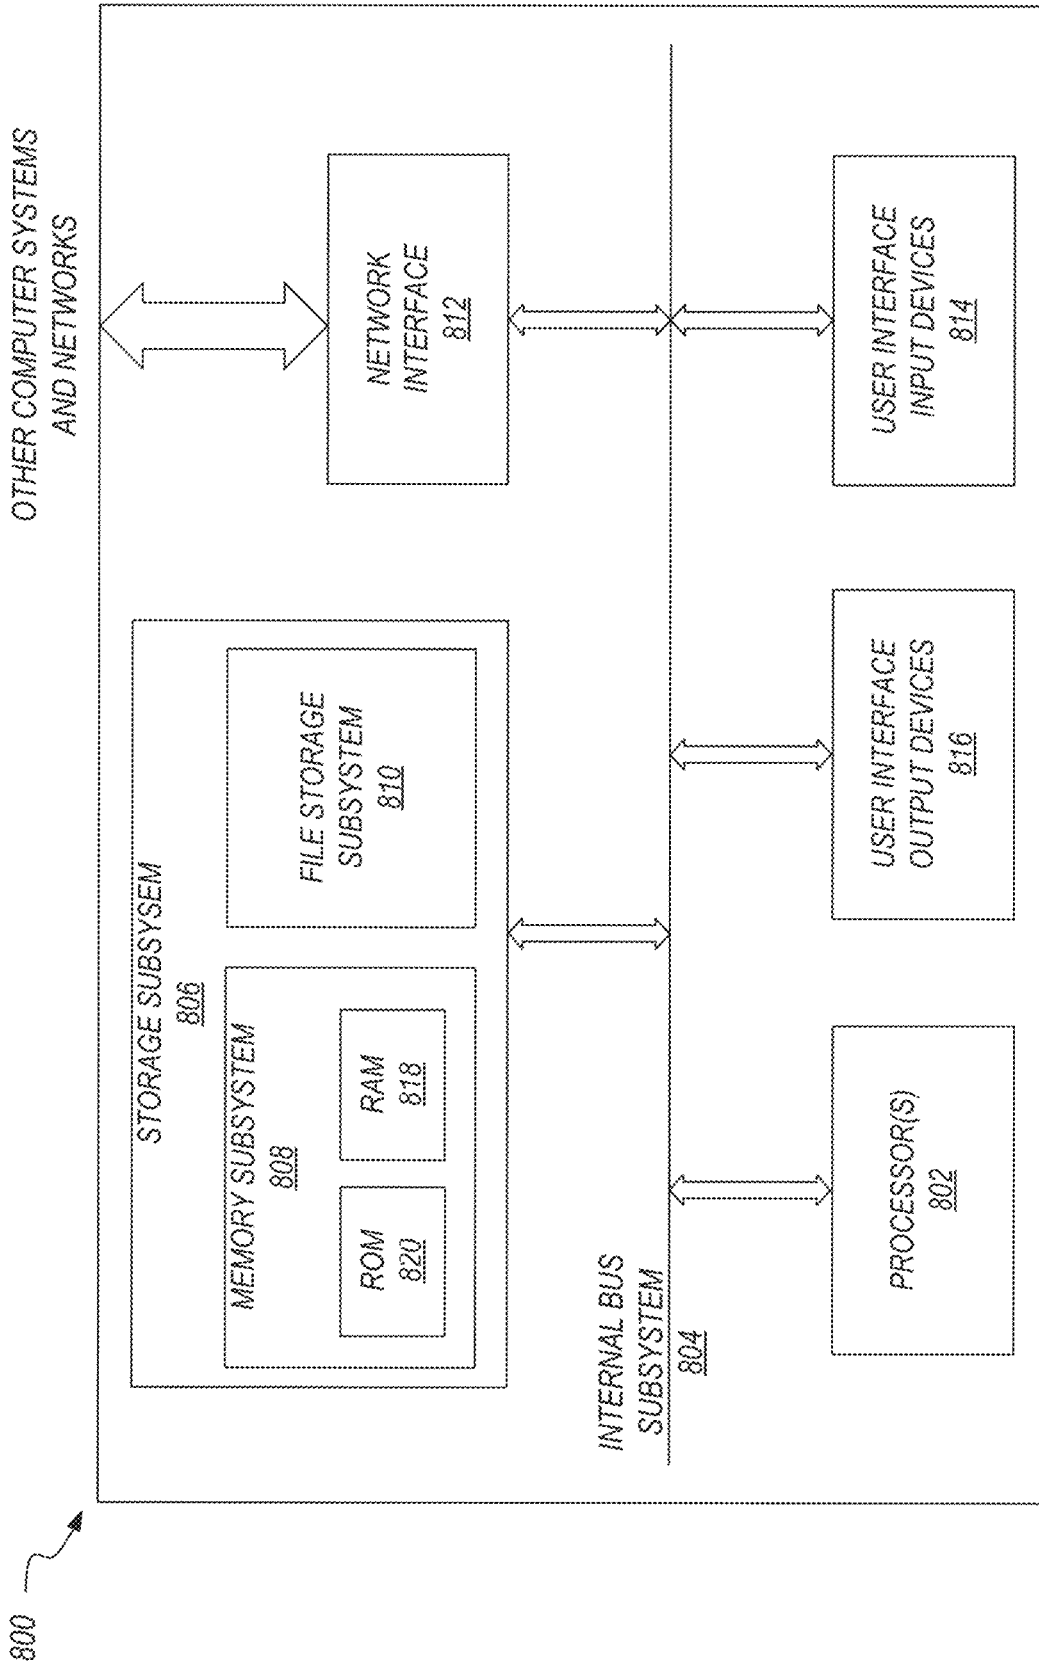 800
OTHER COMPUTER SYSTEMS
AND NETWORKS
STORAGE SUBSYSEM
806
MEMORY SUBSYSTEM
808
ROM
820
RAM
818
FILE STORAGE
SUBSYSTEM
810
NETWORK
INTERFACE
812
INTERNAL BUS
SUBSYSTEM
804
PROCESSOR(S)
802
USER INTERFACE
OUTPUT DEVICES
816
USER INTERFACE
INPUT DEVICES
814